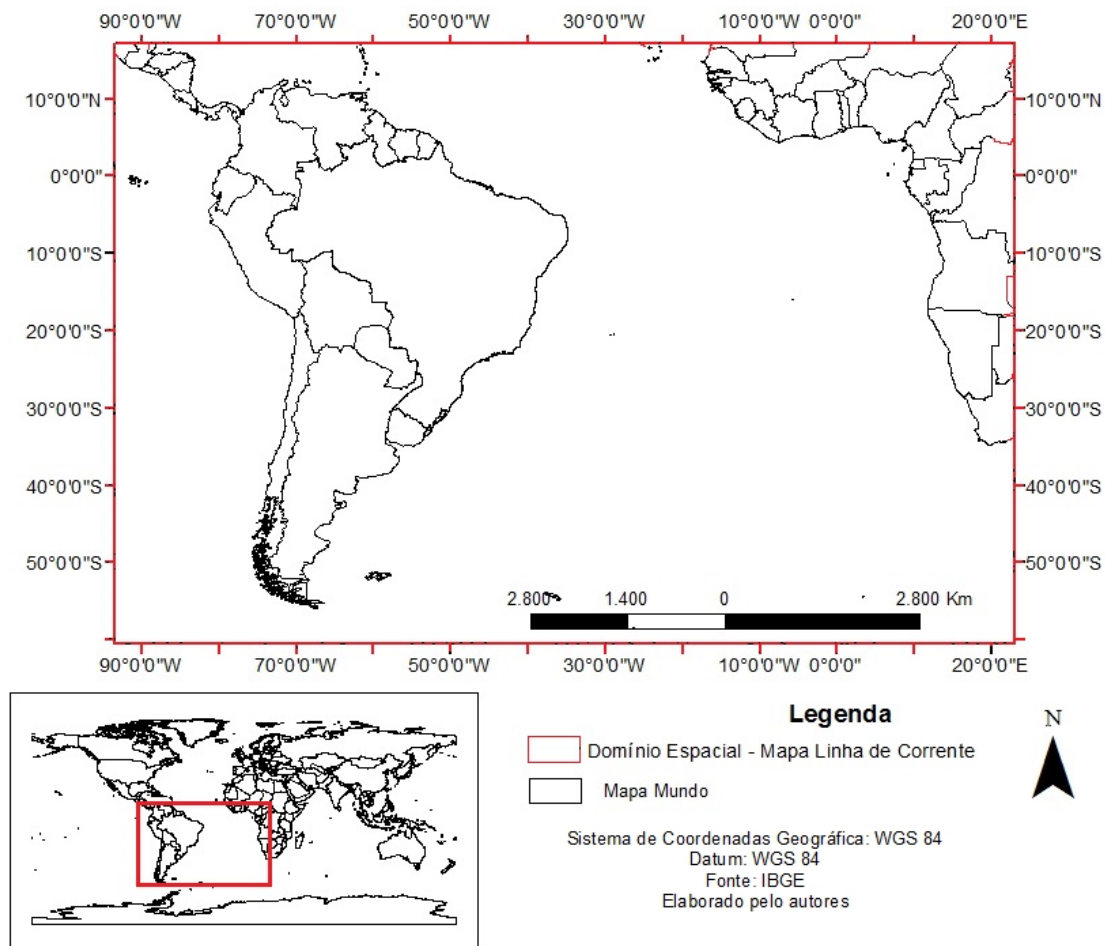 90°0'0"W 70°0'0"W 50°0'0"W 30°0'0"W 10°0'0"W 0°0'0" 20°0'0"E
10°0'0"N 10°0'0"N
0°0'0" 0°0'0"
10°0'0"S 10°0'0"S
20°0'0"S 20°0'0"S
30°0'0"S 30°0'0"S
40°0'0"S 40°0'0"S
50°0'0"S 50°0'0"S
2.800 1.400 0 2.800 Km
90°0'0"W 70°0'0"W 50°0'0"W 30°0'0"W 10°0'0"W 0°0'0" 20°0'0"E
Legenda
N
Domínio Espacial - Mapa Linha de Corrente
Mapa Mundo
Sistema de Coordenadas Geográfica: WGS 84
Datum: WGS 84
Fonte: IBGE
Elaborado pelo autores